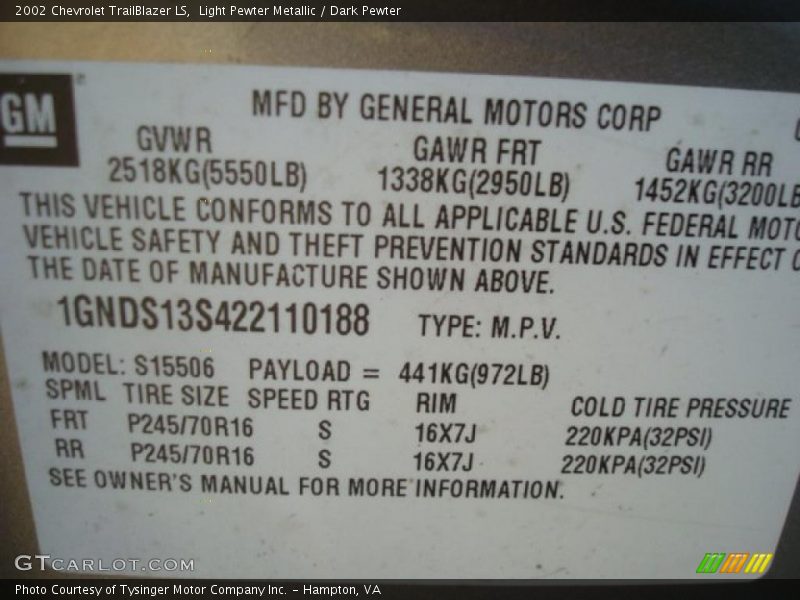 2002 Chevrolet TrailBlazer LS,  Light Pewter Metallic / Dark Pewter
GM
MFD BY GENERAL MOTORS CORP
GVWR GAWR FRT GAWR RR
2518KG(5550LB) 1338KG(2950LB) 1452KG(3200LB
THIS VEHICLE CONFORMS TO ALL APPLICABLE U.S. FEDERAL MOTO
VEHICLE SAFETY AND THEFT PREVENTION STANDARDS IN EFFECT O
THE DATE OF MANUFACTURE SHOWN ABOVE.
1GNDS13S422110188 TYPE: M.P.V.
MODEL: S15506 PAYLOAD = 441KG(972LB)
SPML TIRE SIZE SPEED RTG RIM COLD TIRE PRESSURE
FRT P245/70R16 S 16X7J 220KPA(32PSI)
RR P245/70R16 S 16X7J 220KPA(32PSI)
SEE OWNER'S MANUAL FOR MORE INFORMATION.
GTCARLOT.COM
Photo Courtesy of Tysinger Motor Company Inc. - Hampton, VA